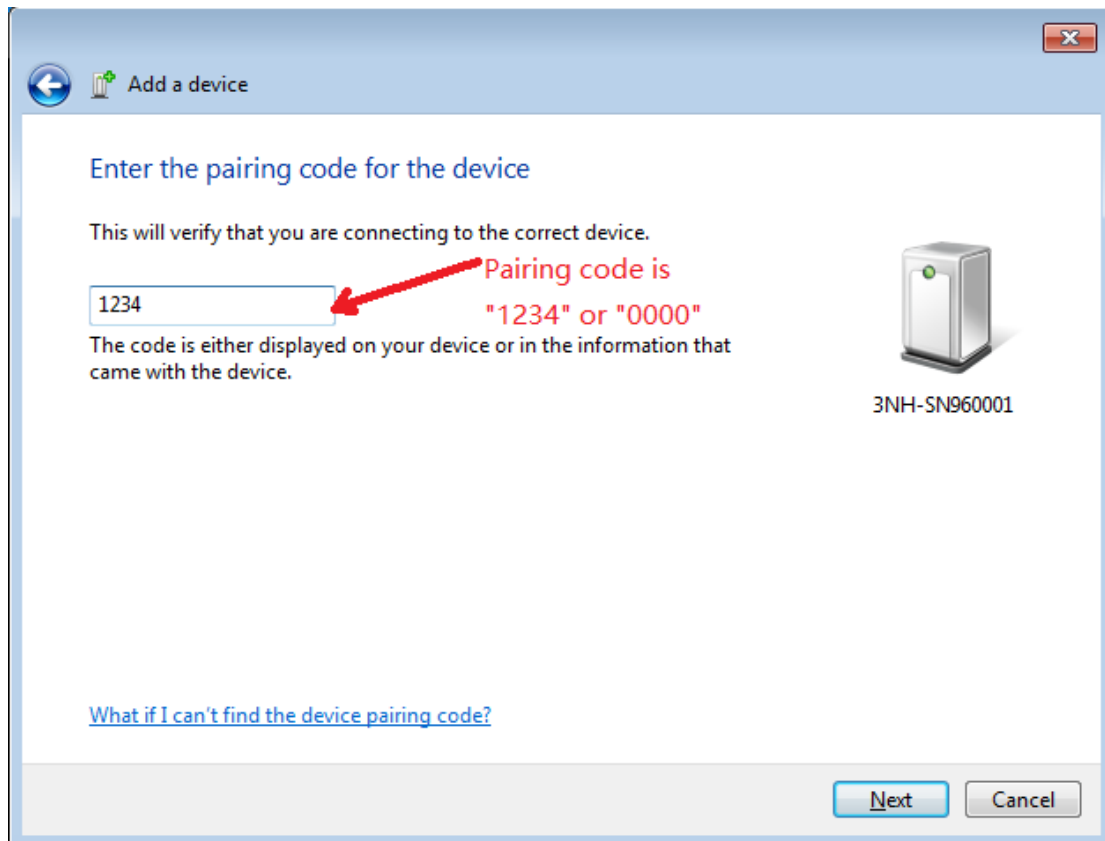 Add a device
Enter the pairing code for the device
This will verify that you are connecting to the correct device.
Pairing code is
"1234" or "0000"
1234
The code is either displayed on your device or in the information that
came with the device.
3NH-SN960001
What if I can't find the device pairing code?
Next
Cancel